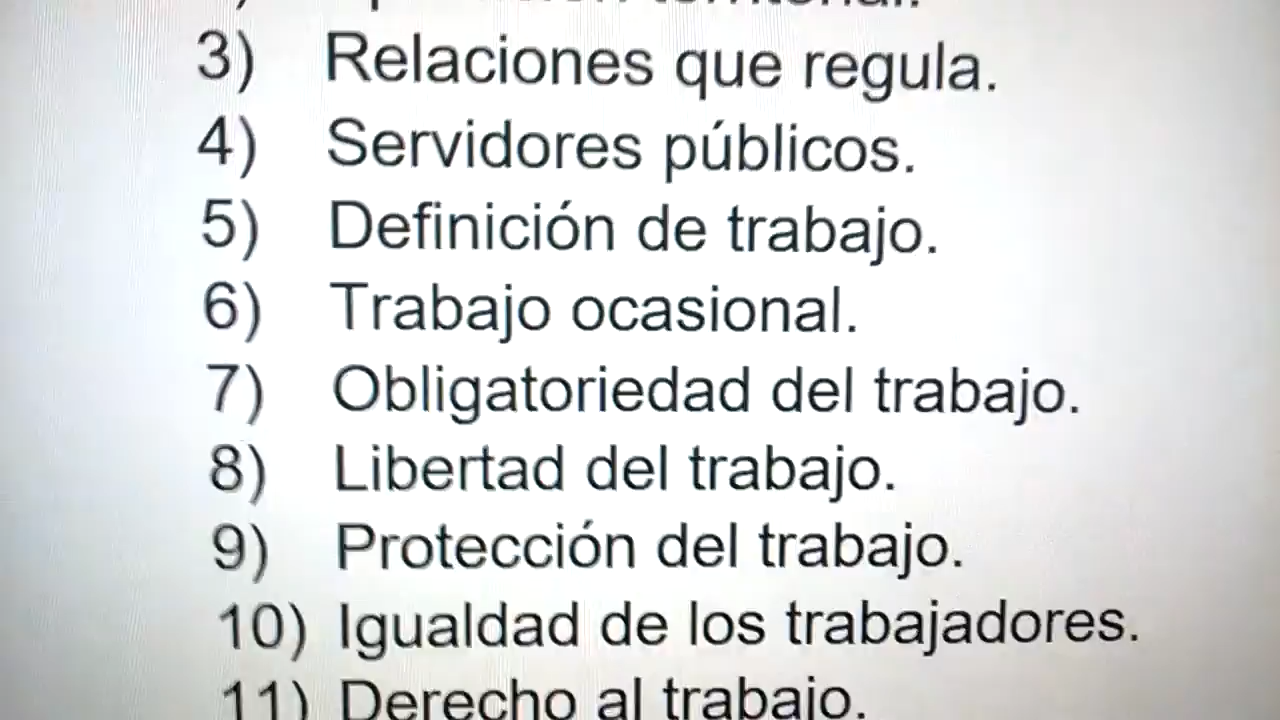 3) Relaciones que regula.
4) Servidores públicos.
5) Definición de trabajo.
6) Trabajo ocasional.
7) Obligatoriedad del trabajo.
8) Libertad del trabajo.
9) Protección del trabajo.
10) Igualdad de los trabajadores.
11) Derecho al trabajo.